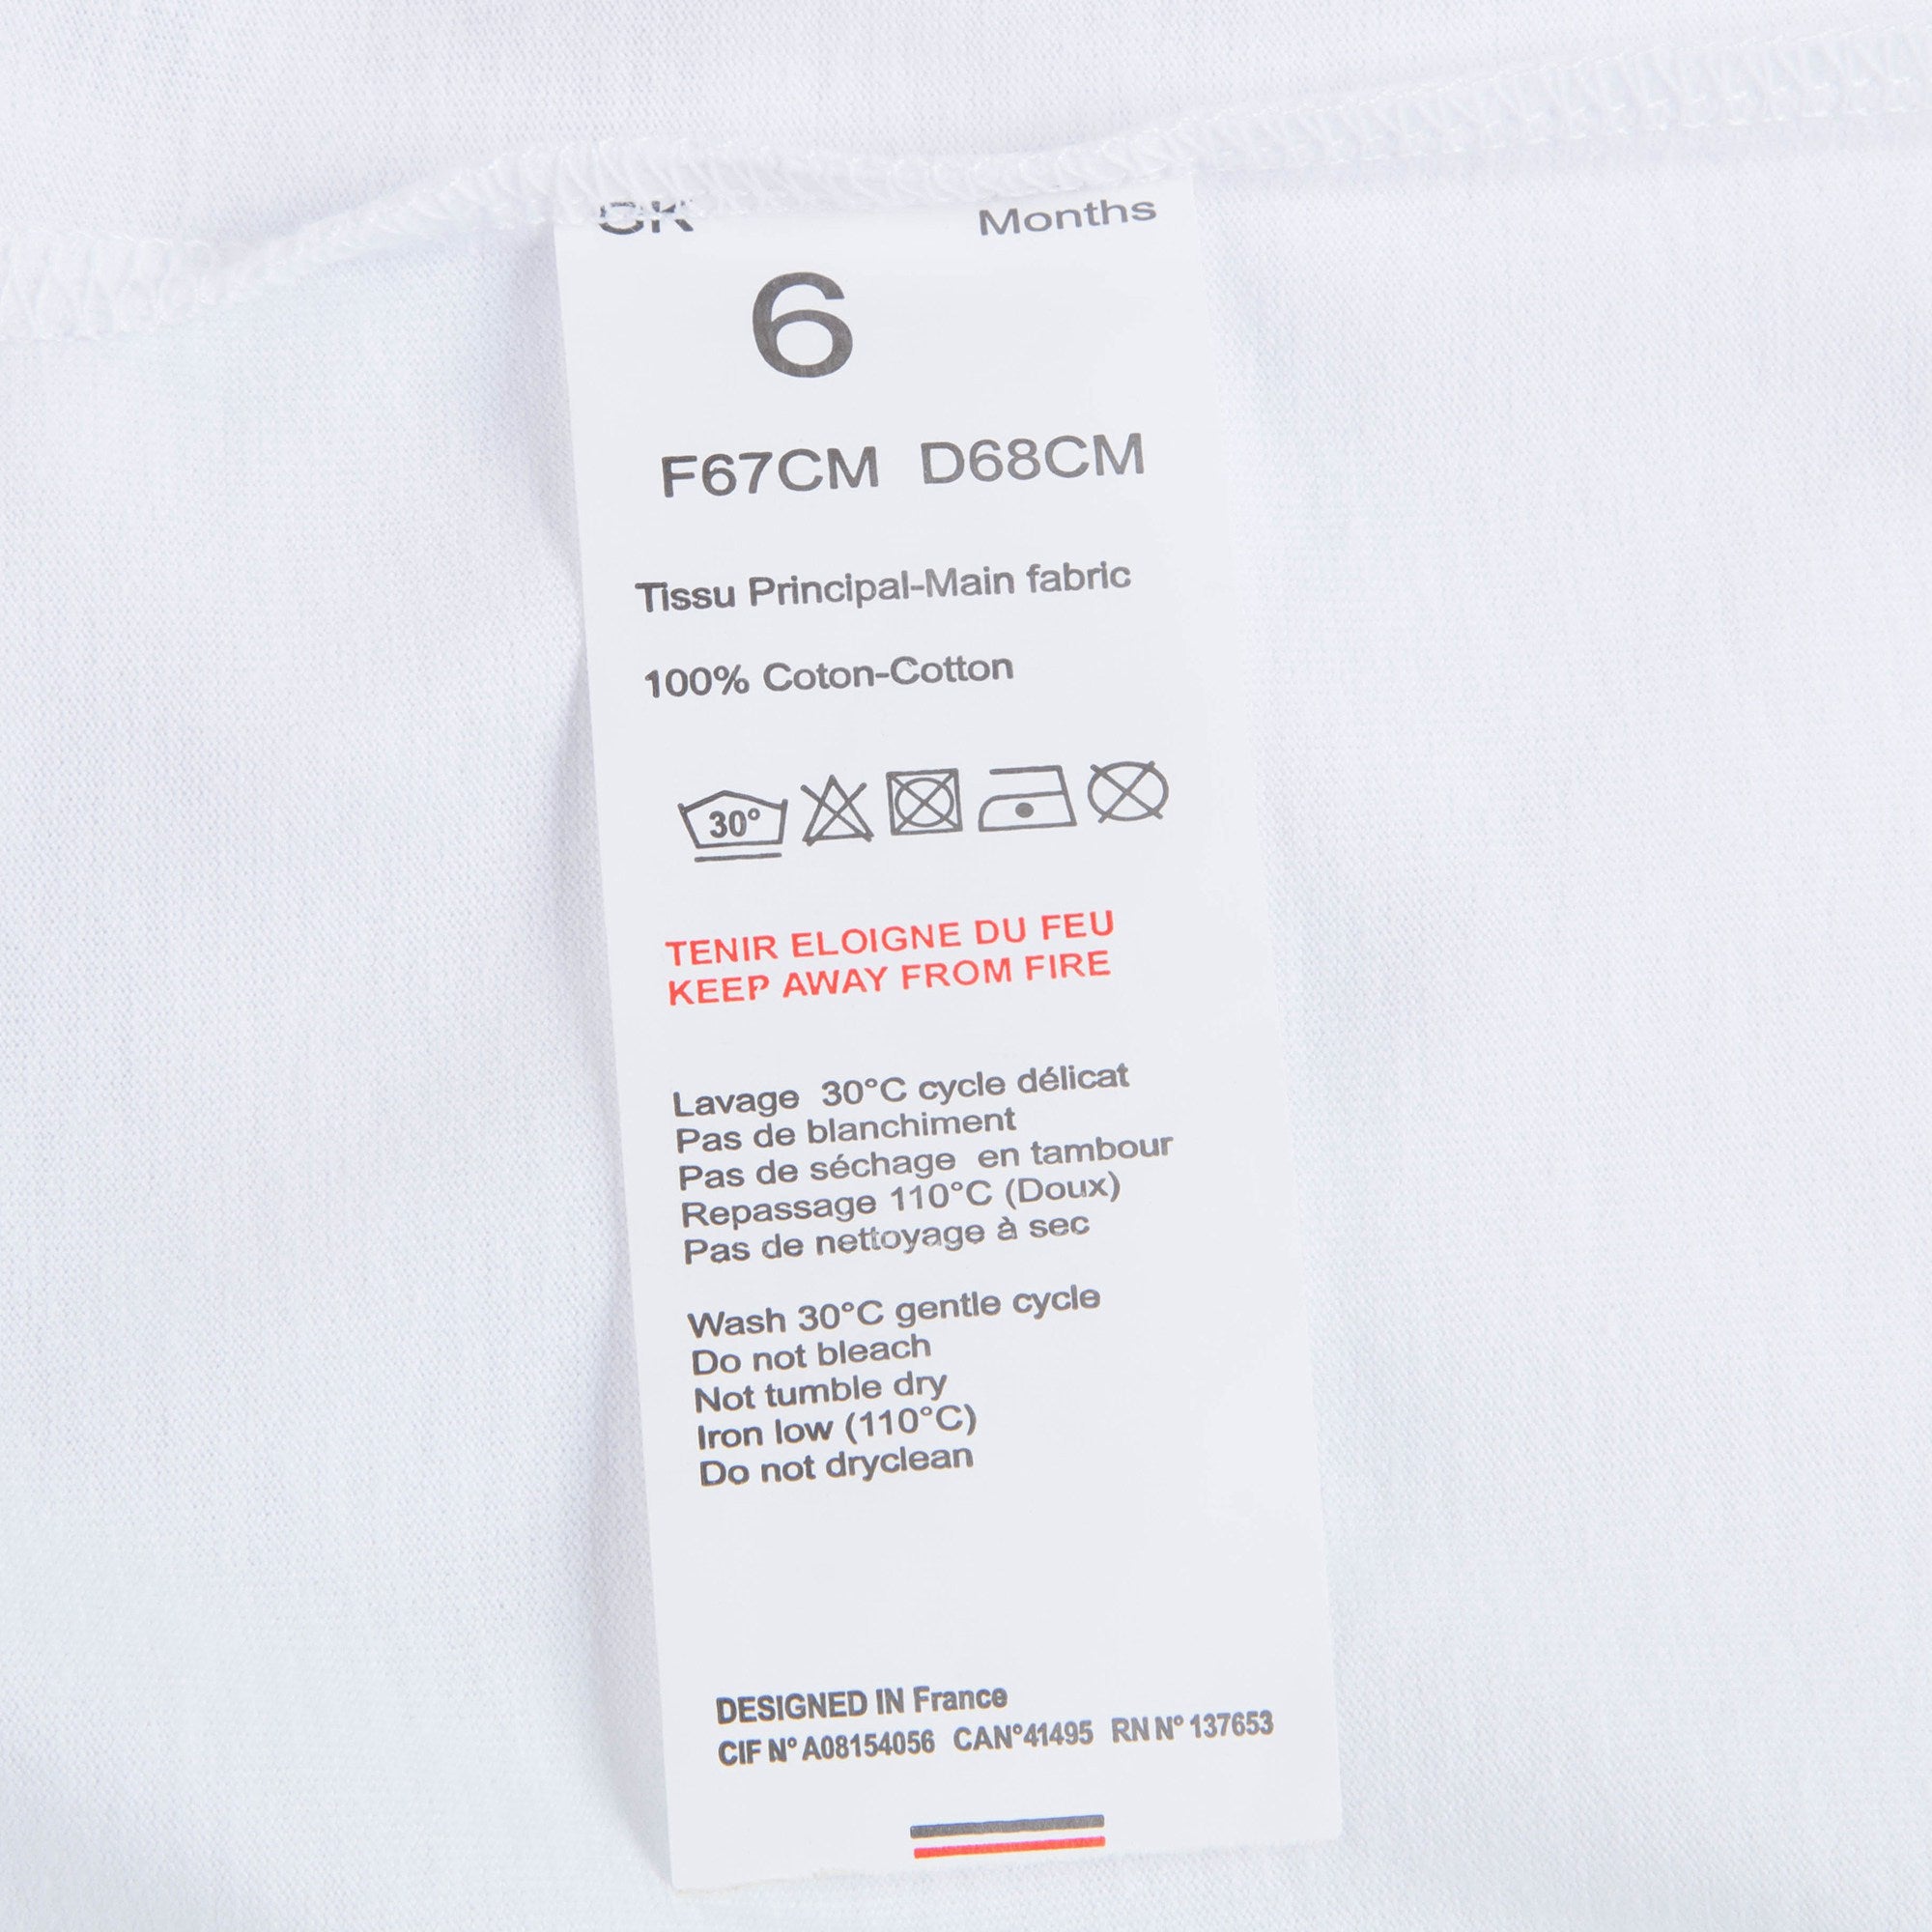 Months
6
F67CM D68CM
Tissu Principal-Main fabric
100% Coton-Cotton
30°
TENIR ELOIGNE DU FEU
KEEP AWAY FROM FIRE
Lavage 30°C cycle délicat
Pas de blanchiment
Pas de séchage en tambour
Repassage 110°C (Doux)
Pas de nettoyage à sec
Wash 30°C gentle cycle
Do not bleach
Not tumble dry
Iron low (110°C)
Do not dryclean
DESIGNED IN France
CIF Nº A08154056 CANº41495 RN Nº 137653